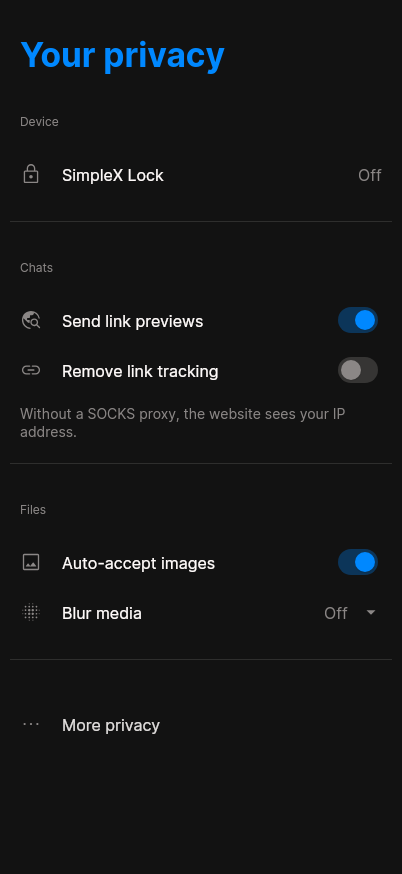 Your privacy
Device
SimpleX Lock
Off
Chats
Send link previews
Remove link tracking
Without a SOCKS proxy, the website sees your IP
address.
Files
Auto-accept images
Blur media
Off
More privacy